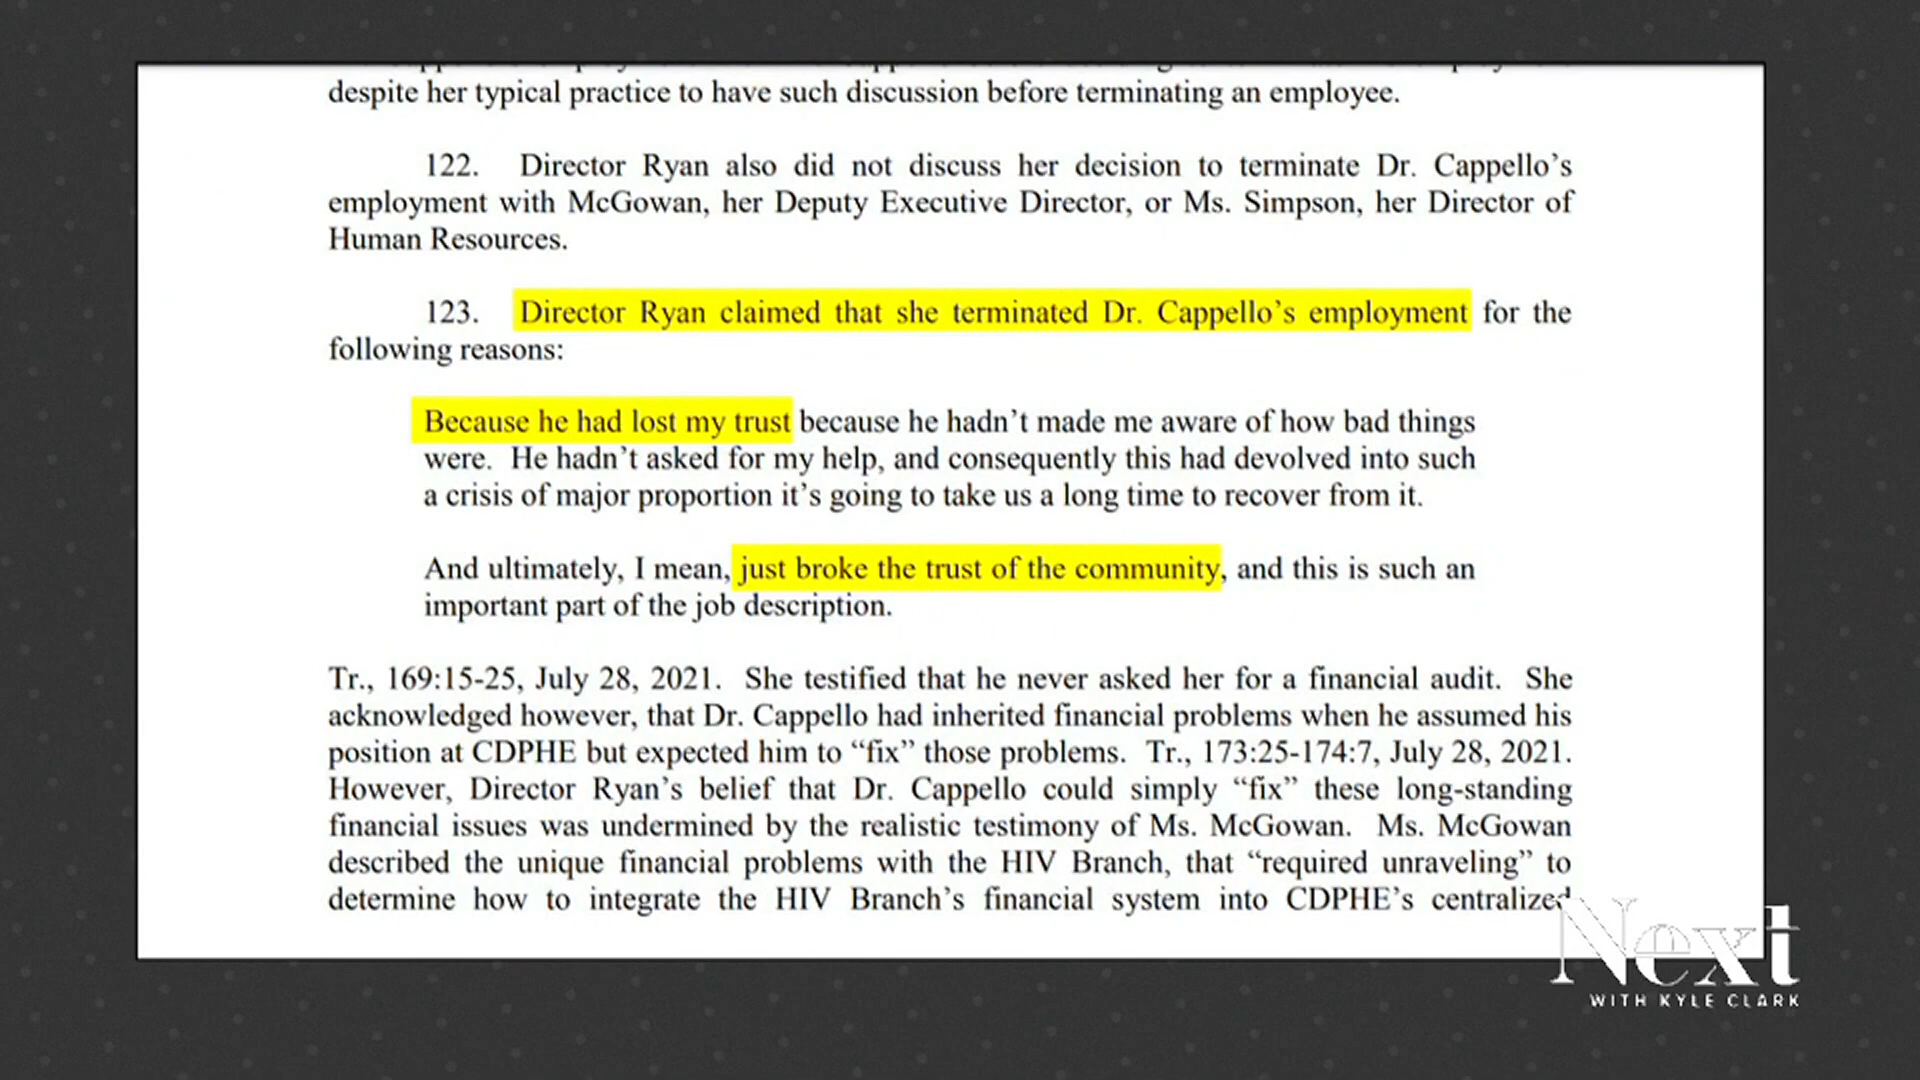 despite her typical practice to have such discussion before terminating an employee.
122. Director Ryan also did not discuss her decision to terminate Dr. Cappello’s
employment with McGowan, her Deputy Executive Director, or Ms. Simpson, her Director of
Human Resources.
123. Director Ryan claimed that she terminated Dr. Cappello’s employment for the
following reasons:
Because he had lost my trust because he hadn’t made me aware of how bad things
were. He hadn’t asked for my help, and consequently this had devolved into such
a crisis of major proportion it’s going to take us a long time to recover from it.
And ultimately, I mean, just broke the trust of the community, and this is such an
important part of the job description.
Tr., 169:15-25, July 28, 2021. She testified that he never asked her for a financial audit. She
acknowledged however, that Dr. Cappello had inherited financial problems when he assumed his
position at CDPHE but expected him to “fix” those problems. Tr., 173:25-174:7, July 28, 2021.
However, Director Ryan’s belief that Dr. Cappello could simply “fix” these long-standing
financial issues was undermined by the realistic testimony of Ms. McGowan. Ms. McGowan
described the unique financial problems with the HIV Branch, that “required unraveling” to
determine how to integrate the HIV Branch’s financial system into CDPHE’s centralized
Next
WITH KYLE CLARK